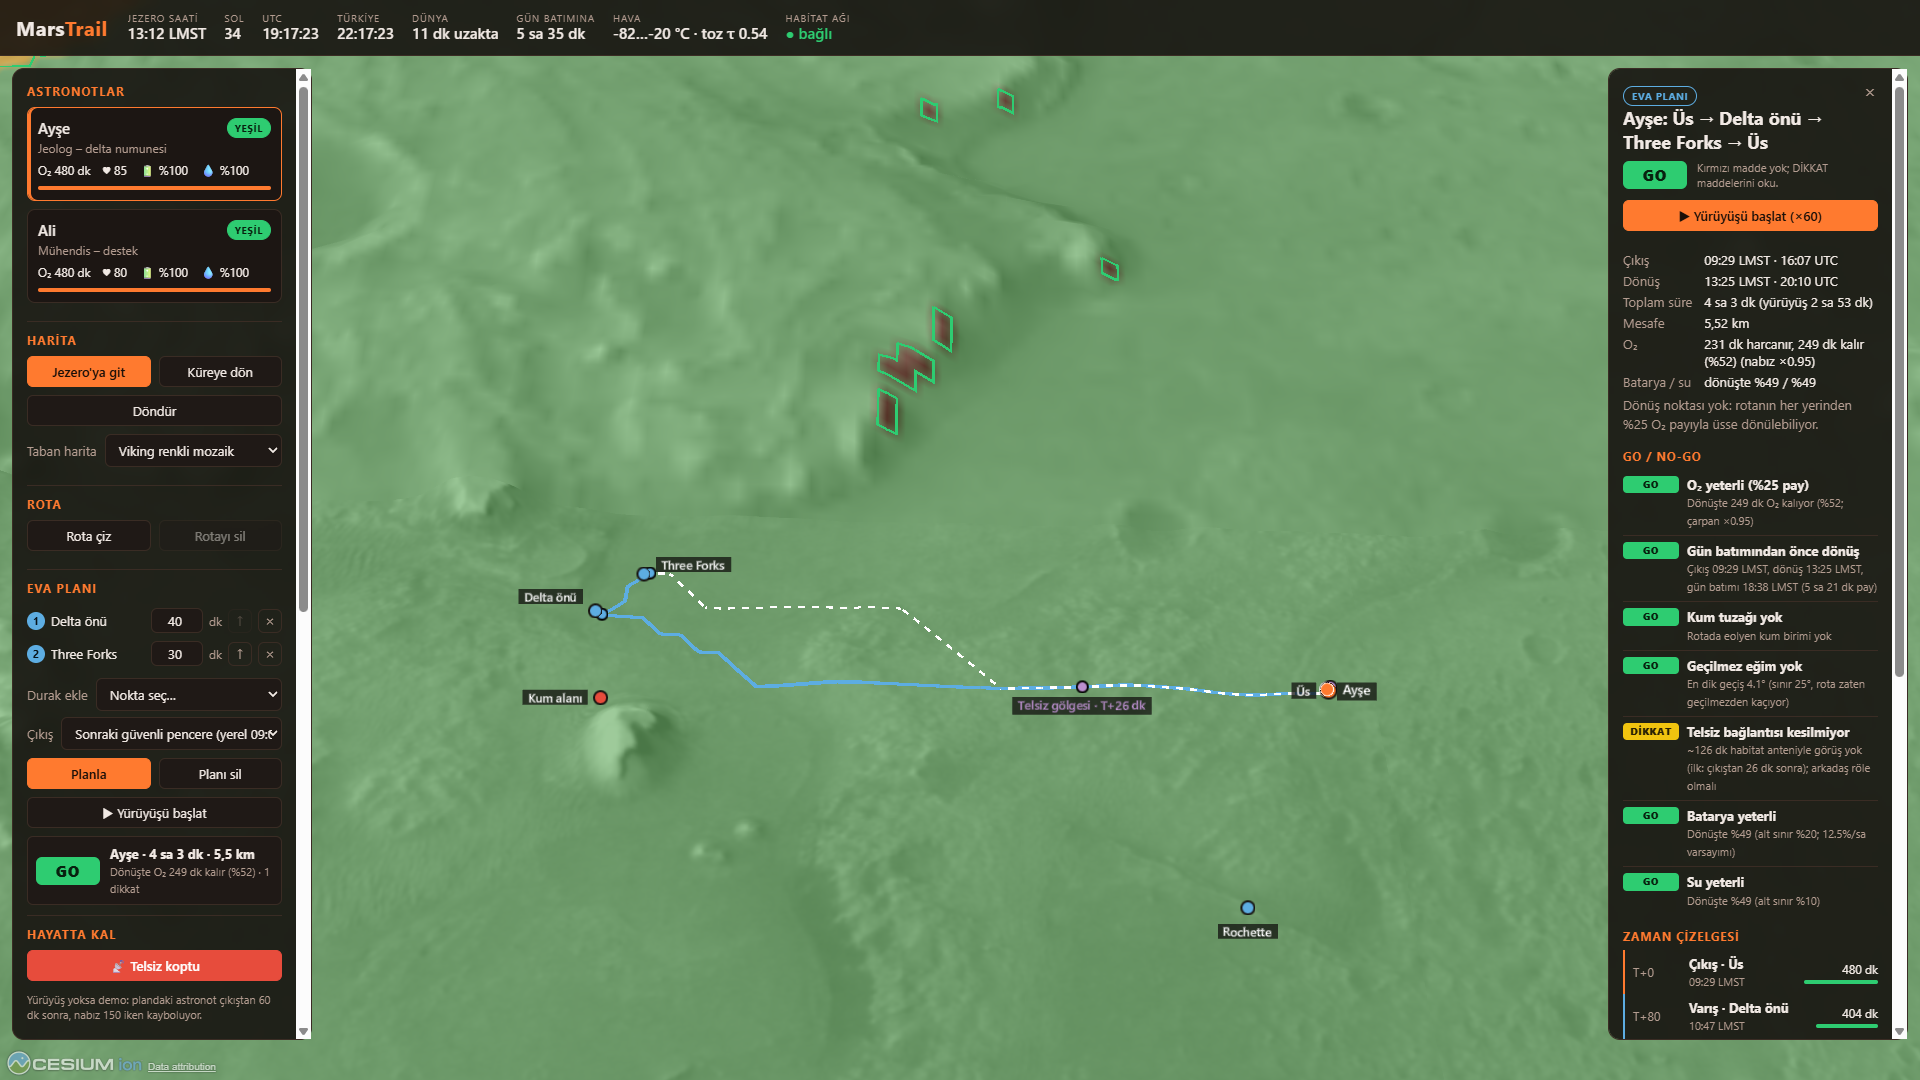 MarsTrail
JEZERO SAATİ
13:12 LMST
SOL
34
UTC
19:17:23
TÜRKİYE
22:17:23
DÜNYA
11 dk uzakta
GÜN BATIMINA
5 sa 35 dk
HAVA
-82…-20 °C · toz τ 0.54
HABİTAT AĞI
● bağlı
ASTRONOTLAR
Ayşe
YEŞİL
Jeolog – delta numunesi
O₂ 480 dk ♥ 85 %100 %100
Ali
YEŞİL
Mühendis – destek
O₂ 480 dk ♥ 80 %100 %100
HARİTA
Jezero'ya git
Küreye dön
Döndür
Taban harita
Viking renkli mozaik
ROTA
Rota çiz
Rotayı sil
EVA PLANI
1 Delta önü 40 dk ↑ ×
2 Three Forks 30 dk ↑ ×
Durak ekle
Nokta seç...
Çıkış
Sonraki güvenli pencere (yerel 09:
Planla
Planı sil
▶ Yürüyüşü başlat
GO
Ayşe · 4 sa 3 dk · 5,5 km
Dönüşte O₂ 249 dk kalır (%52) · 1
dikkat
HAYATTA KAL
Telsiz koptu
Yürüyüş yoksa demo: plandaki astronot çıkıştan 60
dk sonra, nabız 150 iken kayboluyor.
CESIUM ion
Data attribution
Three Forks
Delta önü
Kum alanı
Telsiz gölgesi · T+26 dk
Üs
Ayşe
Rochette
EVA PLANI
×
Ayşe: Üs → Delta önü →
Three Forks → Üs
GO
Kırmızı madde yok; DİKKAT
maddelerini oku.
▶ Yürüyüşü başlat (×60)
Çıkış 09:29 LMST · 16:07 UTC
Dönüş 13:25 LMST · 20:10 UTC
Toplam süre 4 sa 3 dk (yürüyüş 2 sa 53 dk)
Mesafe 5,52 km
O₂ 231 dk harcanır, 249 dk kalır
(%52) (nabız ×0.95)
Batarya / su dönüşte %49 / %49
Dönüş noktası yok: rotanın her yerinden
%25 O₂ payıyla üsse dönülebiliyor.
GO / NO-GO
GO O₂ yeterli (%25 pay)
Dönüşte 249 dk O₂ kalıyor (%52;
çarpan ×0.95)
GO Gün batımından önce dönüş
Çıkış 09:29 LMST, dönüş 13:25 LMST,
gün batımı 18:38 LMST (5 sa 21 dk pay)
GO Kum tuzağı yok
Rotada eolyen kum birimi yok
GO Geçilmez eğim yok
En dik geçiş 4.1° (sınır 25°, rota zaten
geçilmezden kaçıyor)
DİKKAT Telsiz bağlantısı kesilmiyor
~126 dk habitat anteniyle görüş yok
(ilk: çıkıştan 26 dk sonra); arkadaş röle
olmalı
GO Batarya yeterli
Dönüşte %49 (alt sınır %20; 12.5%/sa
varsayımı)
GO Su yeterli
Dönüşte %49 (alt sınır %10)
ZAMAN ÇİZELGESİ
T+0 Çıkış · Üs 480 dk
09:29 LMST
T+80 Varış · Delta önü 404 dk
10:47 LMST